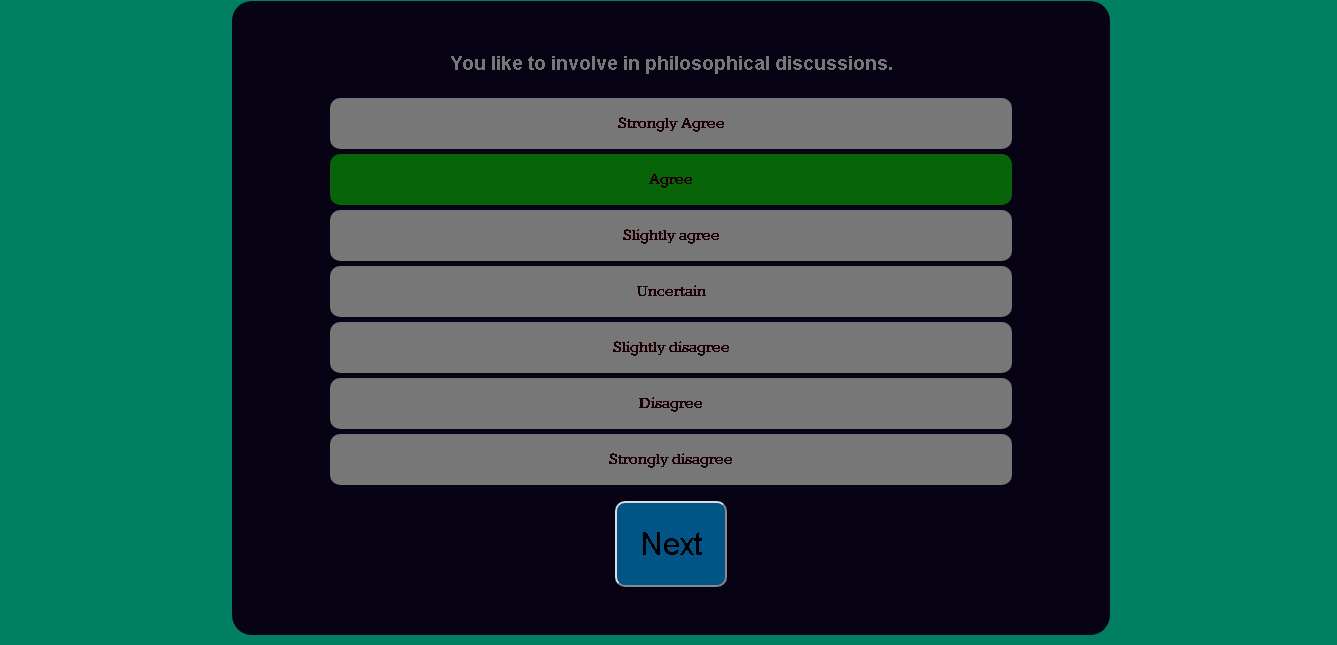 You like to involve in philosophical discussions.
Strongly Agree
Agree
Slightly agree
Uncertain
Slightly disagree
Disagree
Strongly disagree
Next